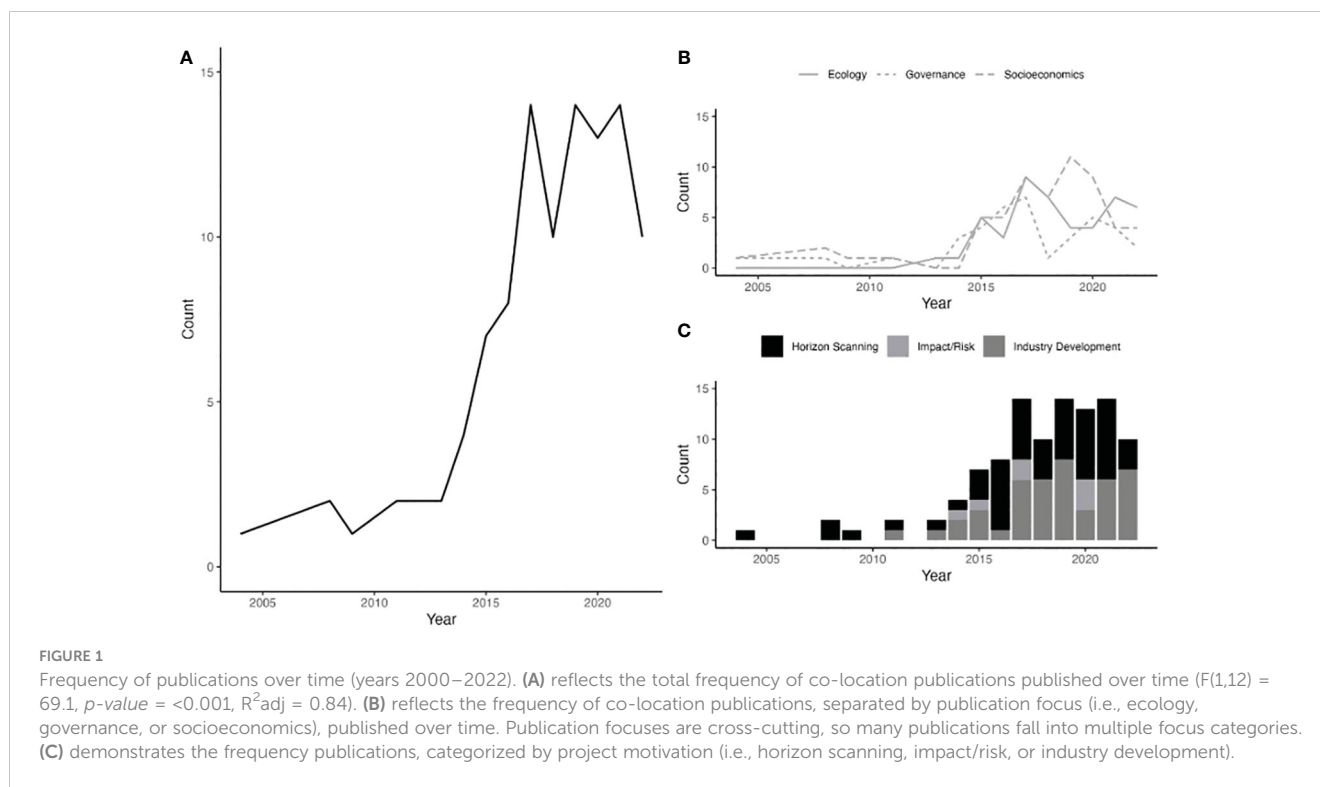 A
15
10
5
0
Count
2005 2010 2015 2020
Year
B
Ecology Governance Socioeconomics
15
10
5
0
Count
2005 2010 2015 2020
Year
C
Horizon Scanning Impact/Risk Industry Development
15
10
5
0
Count
2005 2010 2015 2020
Year
FIGURE 1
Frequency of publications over time (years 2000–2022). (A) reflects the total frequency of co-location publications published over time (F(1,12) =
69.1, p-value = <0.001, R²adj = 0.84). (B) reflects the frequency of co-location publications, separated by publication focus (i.e., ecology,
governance, or socioeconomics), published over time. Publication focuses are cross-cutting, so many publications fall into multiple focus categories.
(C) demonstrates the frequency publications, categorized by project motivation (i.e., horizon scanning, impact/risk, or industry development).